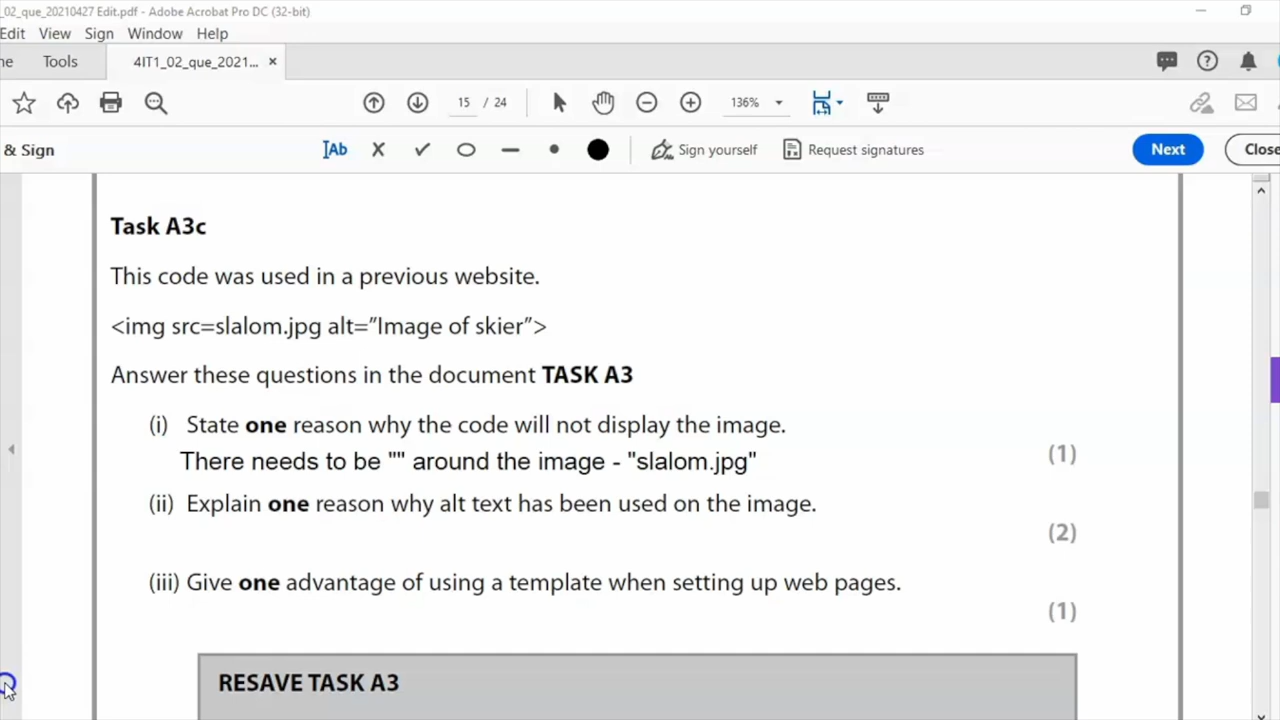 _02_que_20210427 Edit.pdf - Adobe Acrobat Pro DC (32-bit)
Edit View Sign Window Help
ne Tools 4IT1_02_que_2021... ×
15 / 24 136%
& Sign Ab Sign yourself Request signatures Next Close
Task A3c
This code was used in a previous website.
<img src=slalom.jpg alt=”Image of skier”>
Answer these questions in the document TASK A3
(i) State one reason why the code will not display the image.
There needs to be "" around the image - "slalom.jpg"
(1)
(ii) Explain one reason why alt text has been used on the image.
(2)
(iii) Give one advantage of using a template when setting up web pages.
(1)
RESAVE TASK A3